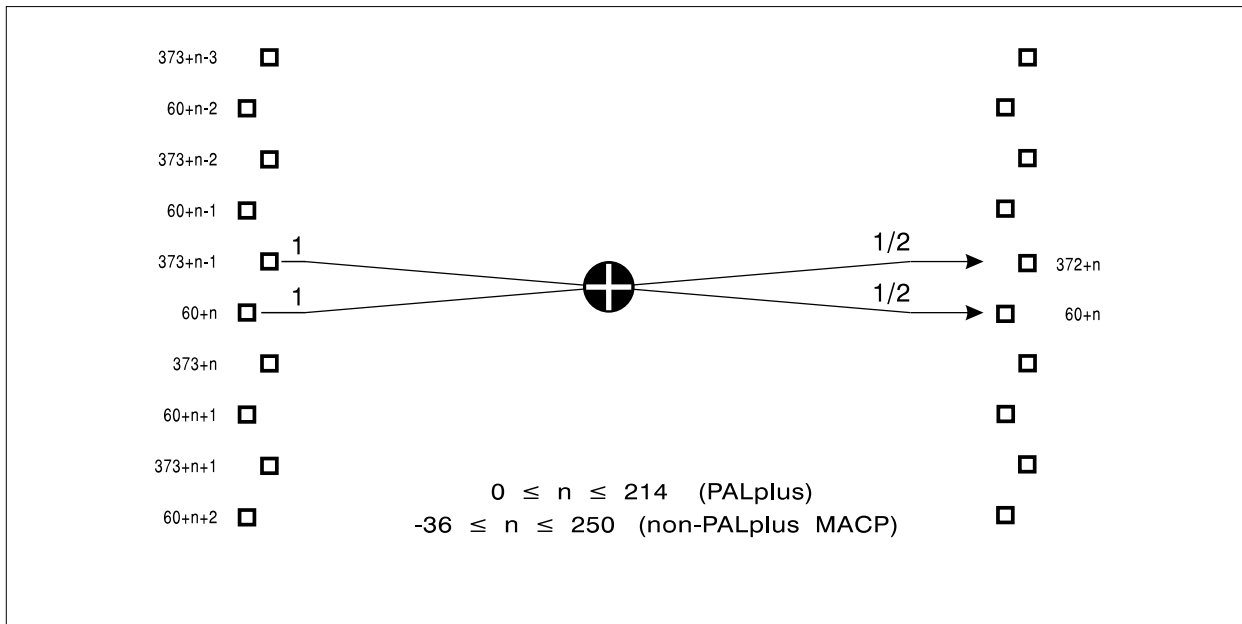 373+n-3
60+n-2
373+n-2
60+n-1
373+n-1 1 1/2 372+n
60+n 1 1/2 60+n
373+n
60+n+1
373+n+1
60+n+2
0 ≤ n ≤ 214 (PALplus)
-36 ≤ n ≤ 250 (non-PALplus MACP)